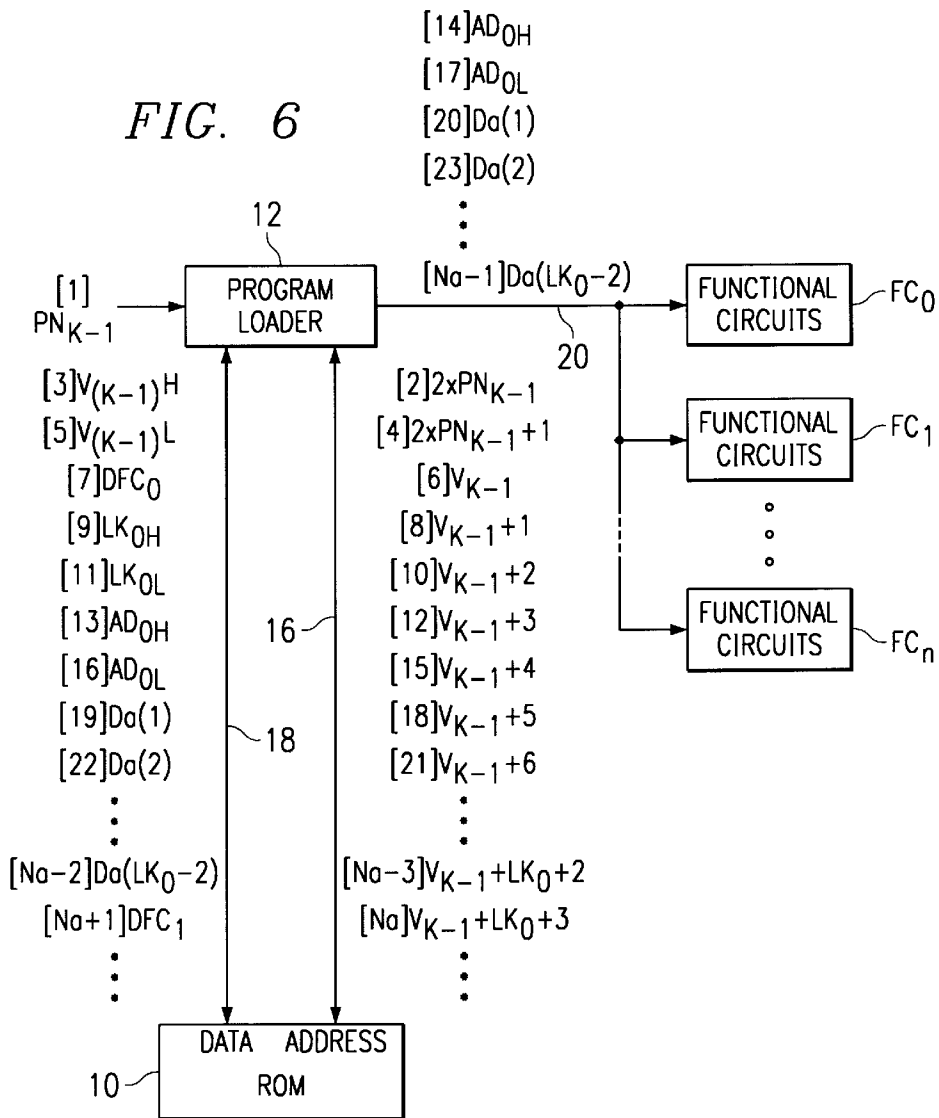 FIG. 6
[14]AD0H
[17]AD0L
[20]Da(1)
[23]Da(2)
[Na-1]Da(LK0-2)
12
[1]
PNK-1
PROGRAM
LOADER
20
FUNCTIONAL
CIRCUITS
FC0
FUNCTIONAL
CIRCUITS
FC1
FUNCTIONAL
CIRCUITS
FCn
[3]V(K-1)H
[5]V(K-1)L
[7]DFC0
[9]LK0H
[11]LK0L
[13]AD0H
[16]AD0L
[19]Da(1)
[22]Da(2)
[Na-2]Da(LK0-2)
[Na+1]DFC1
18
16
[2]2xPNK-1
[4]2xPNK-1+1
[6]VK-1
[8]VK-1+1
[10]VK-1+2
[12]VK-1+3
[15]VK-1+4
[18]VK-1+5
[21]VK-1+6
[Na-3]VK-1+LK0+2
[Na]VK-1+LK0+3
DATA ADDRESS
ROM
10